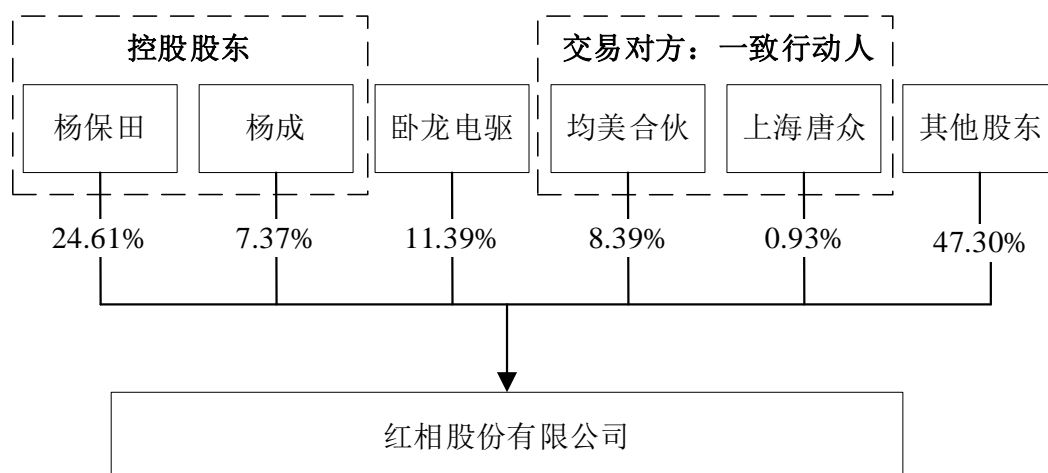 控股股东
交易对方：一致行动人
杨保田
杨成
卧龙电驱
均美合伙
上海唐众
其他股东
24.61%
7.37%
11.39%
8.39%
0.93%
47.30%
红相股份有限公司